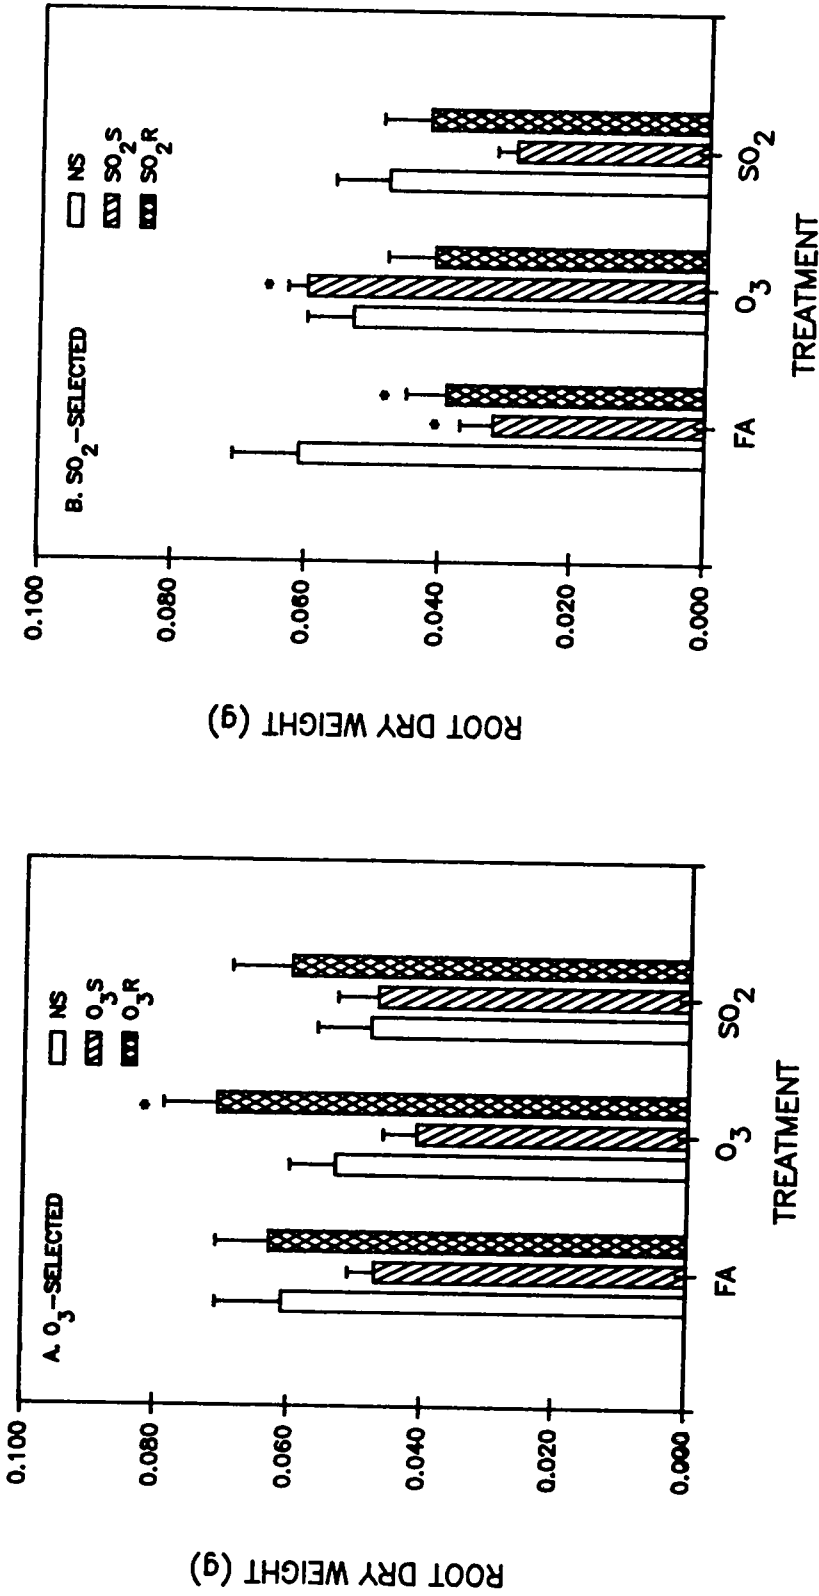 A. O3-SELECTED
NS
O3S
O3R
ROOT DRY WEIGHT (g)
0.100
0.080
0.060
0.040
0.020
0.000
*
FA
O3
SO2
TREATMENT
B. SO2-SELECTED
NS
SO2S
SO2R
ROOT DRY WEIGHT (g)
0.100
0.080
0.060
0.040
0.020
0.000
*
*
*
FA
O3
SO2
TREATMENT